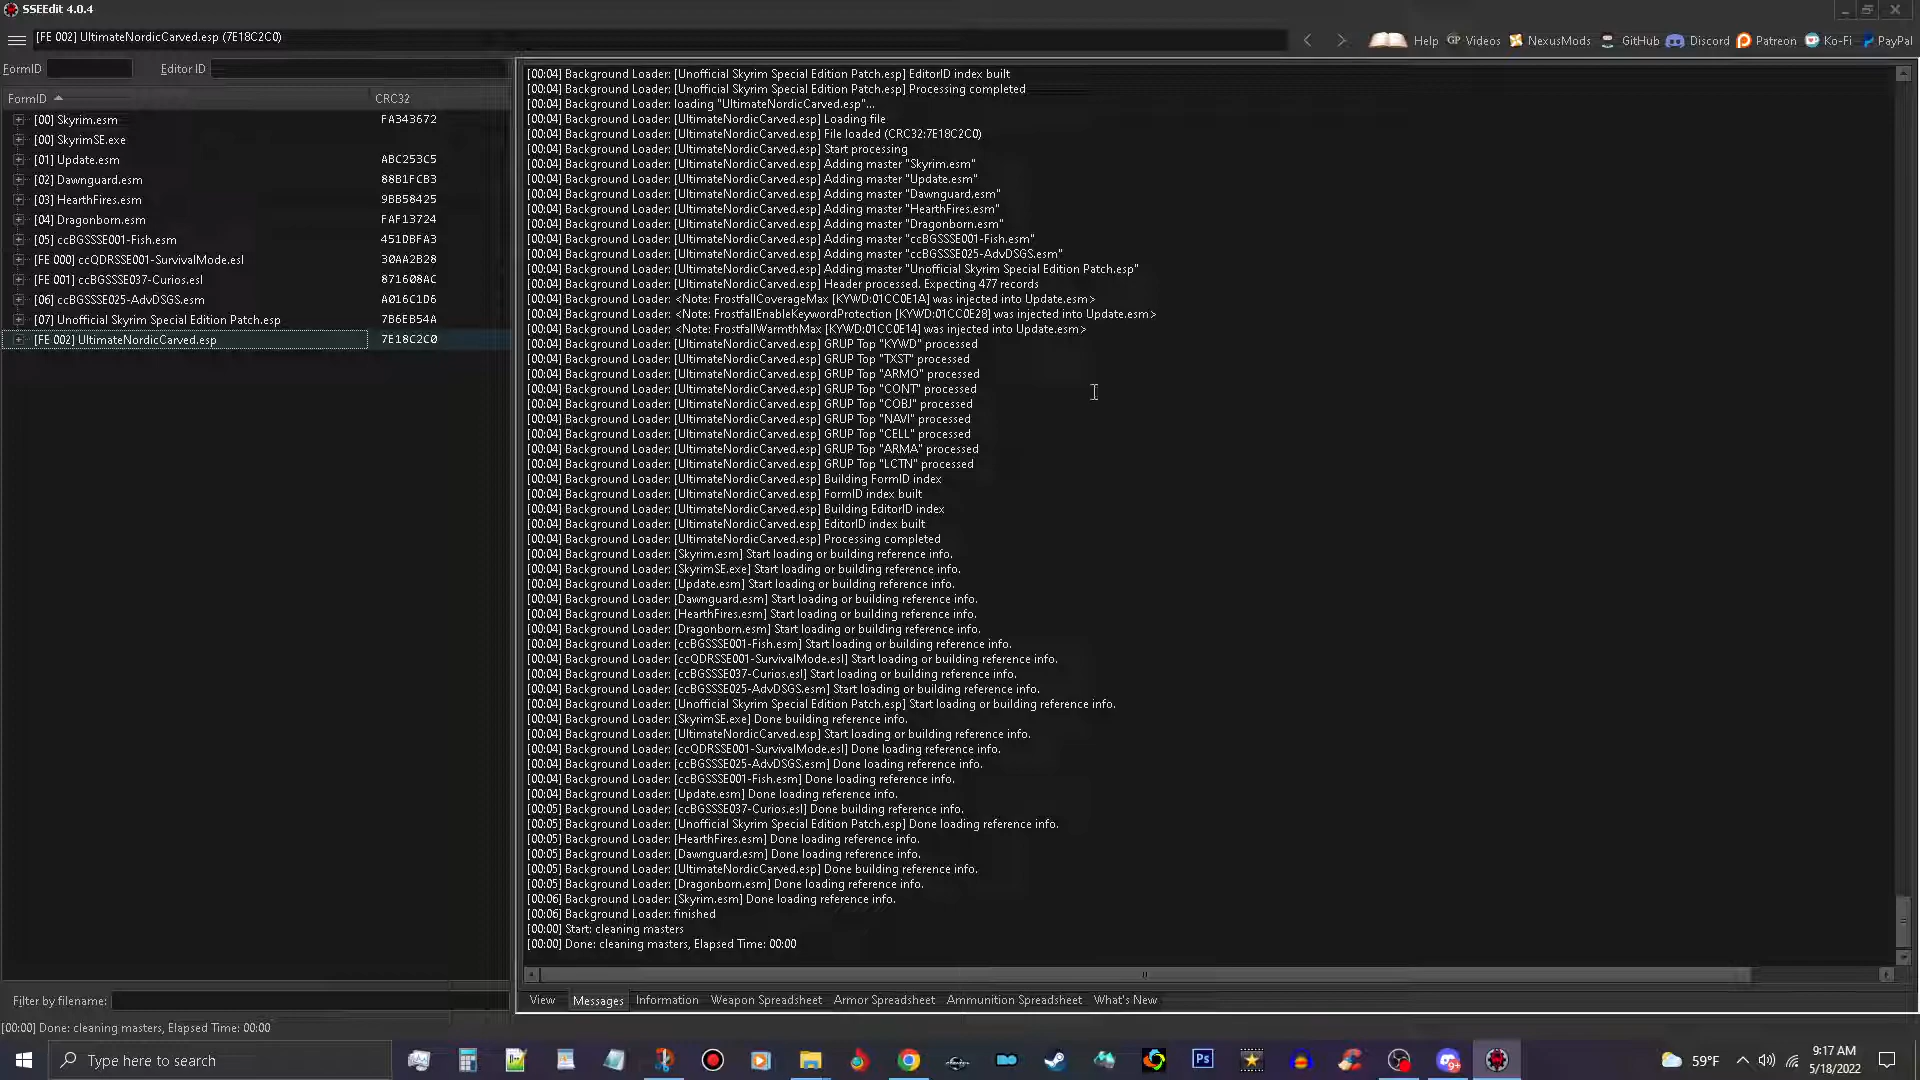 SSEEdit 4.0.4
[FE 002] UltimateNordicCarved.esp (7E18C2C0)
Help GP Videos NexusMods GitHub Discord Patreon Ko-Fi PayPal
FormID
Editor ID
FormID CRC32
[00] Skyrim.esm FA343672
[00] SkyrimSE.exe
[01] Update.esm ABC253C5
[02] Dawnguard.esm 88B1FCB3
[03] HearthFires.esm 9BB58425
[04] Dragonborn.esm FAF13724
[05] ccBGSSSE001-Fish.esm 451DBFA3
[FE 000] ccQDRSSE001-SurvivalMode.esl 30AA2B28
[FE 001] ccBGSSSE037-Curios.esl 871608AC
[06] ccBGSSSE025-AdvDSGS.esm A016C1D6
[07] Unofficial Skyrim Special Edition Patch.esp 7B6EB54A
[FE 002] UltimateNordicCarved.esp 7E18C2C0
[00:04] Background Loader: [Unofficial Skyrim Special Edition Patch.esp] EditorID index built
[00:04] Background Loader: [Unofficial Skyrim Special Edition Patch.esp] Processing completed
[00:04] Background Loader: loading "UltimateNordicCarved.esp"...
[00:04] Background Loader: [UltimateNordicCarved.esp] Loading file
[00:04] Background Loader: [UltimateNordicCarved.esp] File loaded (CRC32:7E18C2C0)
[00:04] Background Loader: [UltimateNordicCarved.esp] Start processing
[00:04] Background Loader: [UltimateNordicCarved.esp] Adding master "Skyrim.esm"
[00:04] Background Loader: [UltimateNordicCarved.esp] Adding master "Update.esm"
[00:04] Background Loader: [UltimateNordicCarved.esp] Adding master "Dawnguard.esm"
[00:04] Background Loader: [UltimateNordicCarved.esp] Adding master "HearthFires.esm"
[00:04] Background Loader: [UltimateNordicCarved.esp] Adding master "Dragonborn.esm"
[00:04] Background Loader: [UltimateNordicCarved.esp] Adding master "ccBGSSSE001-Fish.esm"
[00:04] Background Loader: [UltimateNordicCarved.esp] Adding master "ccBGSSSE025-AdvDSGS.esm"
[00:04] Background Loader: [UltimateNordicCarved.esp] Adding master "Unofficial Skyrim Special Edition Patch.esp"
[00:04] Background Loader: [UltimateNordicCarved.esp] Header processed. Expecting 477 records
[00:04] Background Loader: <Note: FrostfallCoverageMax [KYWD:01CC0E1A] was injected into Update.esm>
[00:04] Background Loader: <Note: FrostfallEnableKeywordProtection [KYWD:01CC0E28] was injected into Update.esm>
[00:04] Background Loader: <Note: FrostfallWarmthMax [KYWD:01CC0E14] was injected into Update.esm>
[00:04] Background Loader: [UltimateNordicCarved.esp] GRUP Top "KYWD" processed
[00:04] Background Loader: [UltimateNordicCarved.esp] GRUP Top "TXST" processed
[00:04] Background Loader: [UltimateNordicCarved.esp] GRUP Top "ARMO" processed
[00:04] Background Loader: [UltimateNordicCarved.esp] GRUP Top "CONT" processed
[00:04] Background Loader: [UltimateNordicCarved.esp] GRUP Top "COBJ" processed
[00:04] Background Loader: [UltimateNordicCarved.esp] GRUP Top "NAVI" processed
[00:04] Background Loader: [UltimateNordicCarved.esp] GRUP Top "CELL" processed
[00:04] Background Loader: [UltimateNordicCarved.esp] GRUP Top "ARMA" processed
[00:04] Background Loader: [UltimateNordicCarved.esp] GRUP Top "LCTN" processed
[00:04] Background Loader: [UltimateNordicCarved.esp] Building FormID index
[00:04] Background Loader: [UltimateNordicCarved.esp] FormID index built
[00:04] Background Loader: [UltimateNordicCarved.esp] Building EditorID index
[00:04] Background Loader: [UltimateNordicCarved.esp] EditorID index built
[00:04] Background Loader: [UltimateNordicCarved.esp] Processing completed
[00:04] Background Loader: [Skyrim.esm] Start loading or building reference info.
[00:04] Background Loader: [SkyrimSE.exe] Start loading or building reference info.
[00:04] Background Loader: [Update.esm] Start loading or building reference info.
[00:04] Background Loader: [Dawnguard.esm] Start loading or building reference info.
[00:04] Background Loader: [HearthFires.esm] Start loading or building reference info.
[00:04] Background Loader: [Dragonborn.esm] Start loading or building reference info.
[00:04] Background Loader: [ccBGSSSE001-Fish.esm] Start loading or building reference info.
[00:04] Background Loader: [ccQDRSSE001-SurvivalMode.esl] Start loading or building reference info.
[00:04] Background Loader: [ccBGSSSE037-Curios.esl] Start loading or building reference info.
[00:04] Background Loader: [ccBGSSSE025-AdvDSGS.esm] Start loading or building reference info.
[00:04] Background Loader: [Unofficial Skyrim Special Edition Patch.esp] Start loading or building reference info.
[00:04] Background Loader: [SkyrimSE.exe] Done building reference info.
[00:04] Background Loader: [UltimateNordicCarved.esp] Start loading or building reference info.
[00:04] Background Loader: [ccQDRSSE001-SurvivalMode.esl] Done loading reference info.
[00:04] Background Loader: [ccBGSSSE025-AdvDSGS.esm] Done loading reference info.
[00:04] Background Loader: [ccBGSSSE001-Fish.esm] Done loading reference info.
[00:04] Background Loader: [Update.esm] Done loading reference info.
[00:05] Background Loader: [ccBGSSSE037-Curios.esl] Done building reference info.
[00:05] Background Loader: [Unofficial Skyrim Special Edition Patch.esp] Done loading reference info.
[00:05] Background Loader: [HearthFires.esm] Done loading reference info.
[00:05] Background Loader: [Dawnguard.esm] Done loading reference info.
[00:05] Background Loader: [UltimateNordicCarved.esp] Done building reference info.
[00:05] Background Loader: [Dragonborn.esm] Done loading reference info.
[00:06] Background Loader: [Skyrim.esm] Done loading reference info.
[00:06] Background Loader: finished
[00:00] Start: cleaning masters
[00:00] Done: cleaning masters, Elapsed Time: 00:00
Filter by filename:
View Messages Information Weapon Spreadsheet Armor Spreadsheet Ammunition Spreadsheet What's New
[00:00] Done: cleaning masters, Elapsed Time: 00:00
Type here to search
Ps
9+
59°F
9:17 AM
5/18/2022